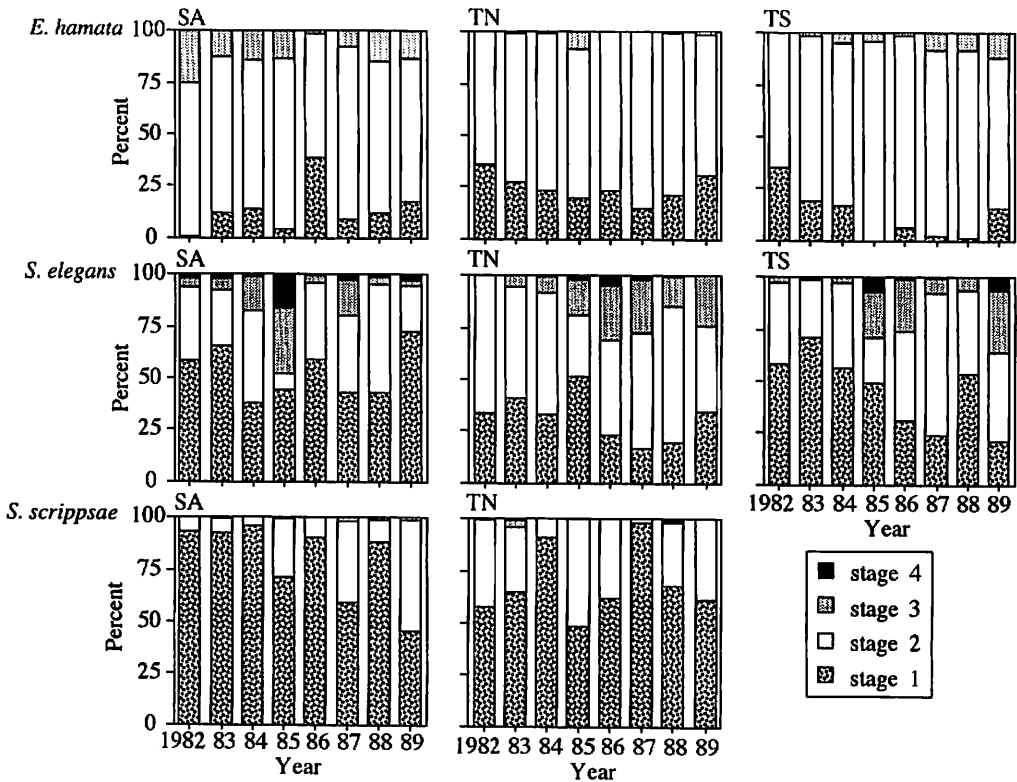 E. hamata
SA
TN
TS
100
75
50
25
0
Percent
S. elegans
SA
TN
TS
100
75
50
25
0
Percent
1982 83 84 85 86 87 88 89
Year
S. scrippsae
SA
TN
100
75
50
25
0
Percent
1982 83 84 85 86 87 88 89
Year
1982 83 84 85 86 87 88 89
Year
stage 4
stage 3
stage 2
stage 1